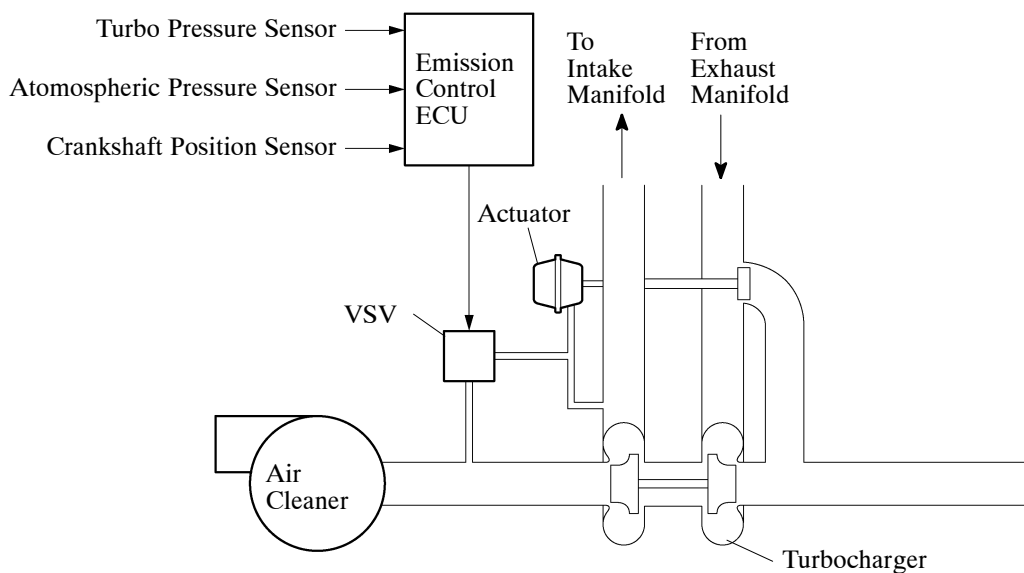 Turbo Pressure Sensor
Atomospheric Pressure Sensor
Crankshaft Position Sensor
Emission
Control
ECU
To
Intake
Manifold
From
Exhaust
Manifold
Actuator
VSV
Air
Cleaner
Turbocharger